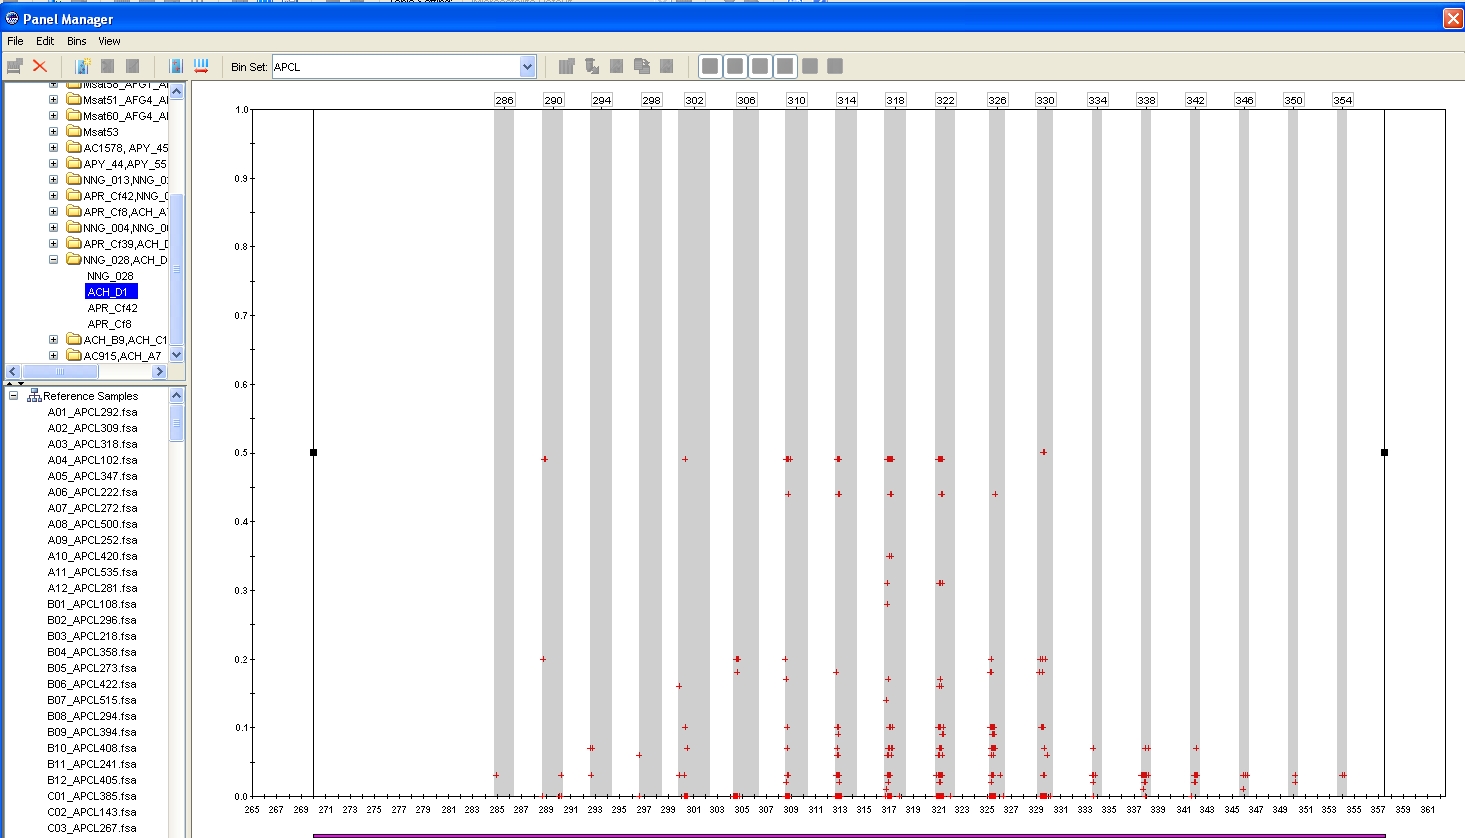 Panel Manager
File Edit Bins View
Bin Set: APCL
Msat51_AFG4_A
Msat60_AFG4_A
Msat53
AC1578, APY_45
APY_44,APY_55
NNG_013,NNG_0
APR_Cf42,NNG_
APR_Cf8,ACH_A
NNG_004,NNG_0
APR_Cf39,ACH_
NNG_028,ACH_D
NNG_028
ACH_D1
APR_Cf42
APR_Cf8
ACH_B9,ACH_C1
AC915,ACH_A7
Reference Samples
A01_APCL292.fsa
A02_APCL309.fsa
A03_APCL318.fsa
A04_APCL102.fsa
A05_APCL347.fsa
A06_APCL222.fsa
A07_APCL272.fsa
A08_APCL500.fsa
A09_APCL252.fsa
A10_APCL420.fsa
A11_APCL535.fsa
A12_APCL281.fsa
B01_APCL108.fsa
B02_APCL296.fsa
B03_APCL218.fsa
B04_APCL358.fsa
B05_APCL273.fsa
B06_APCL422.fsa
B07_APCL515.fsa
B08_APCL294.fsa
B09_APCL394.fsa
B10_APCL408.fsa
B11_APCL241.fsa
B12_APCL405.fsa
C01_APCL385.fsa
C02_APCL143.fsa
C03_APCL267.fsa
286 290 294 298 302 306 310 314 318 322 326 330 334 338 342 346 350 354
1.0
0.9
0.8
0.7
0.6
0.5
0.4
0.3
0.2
0.1
0.0
265 267 269 271 273 275 277 279 281 283 285 287 289 291 293 295 297 299 301 303 305 307 309 311 313 315 317 319 321 323 325 327 329 331 333 335 337 339 341 343 345 347 349 351 353 355 357 359 361